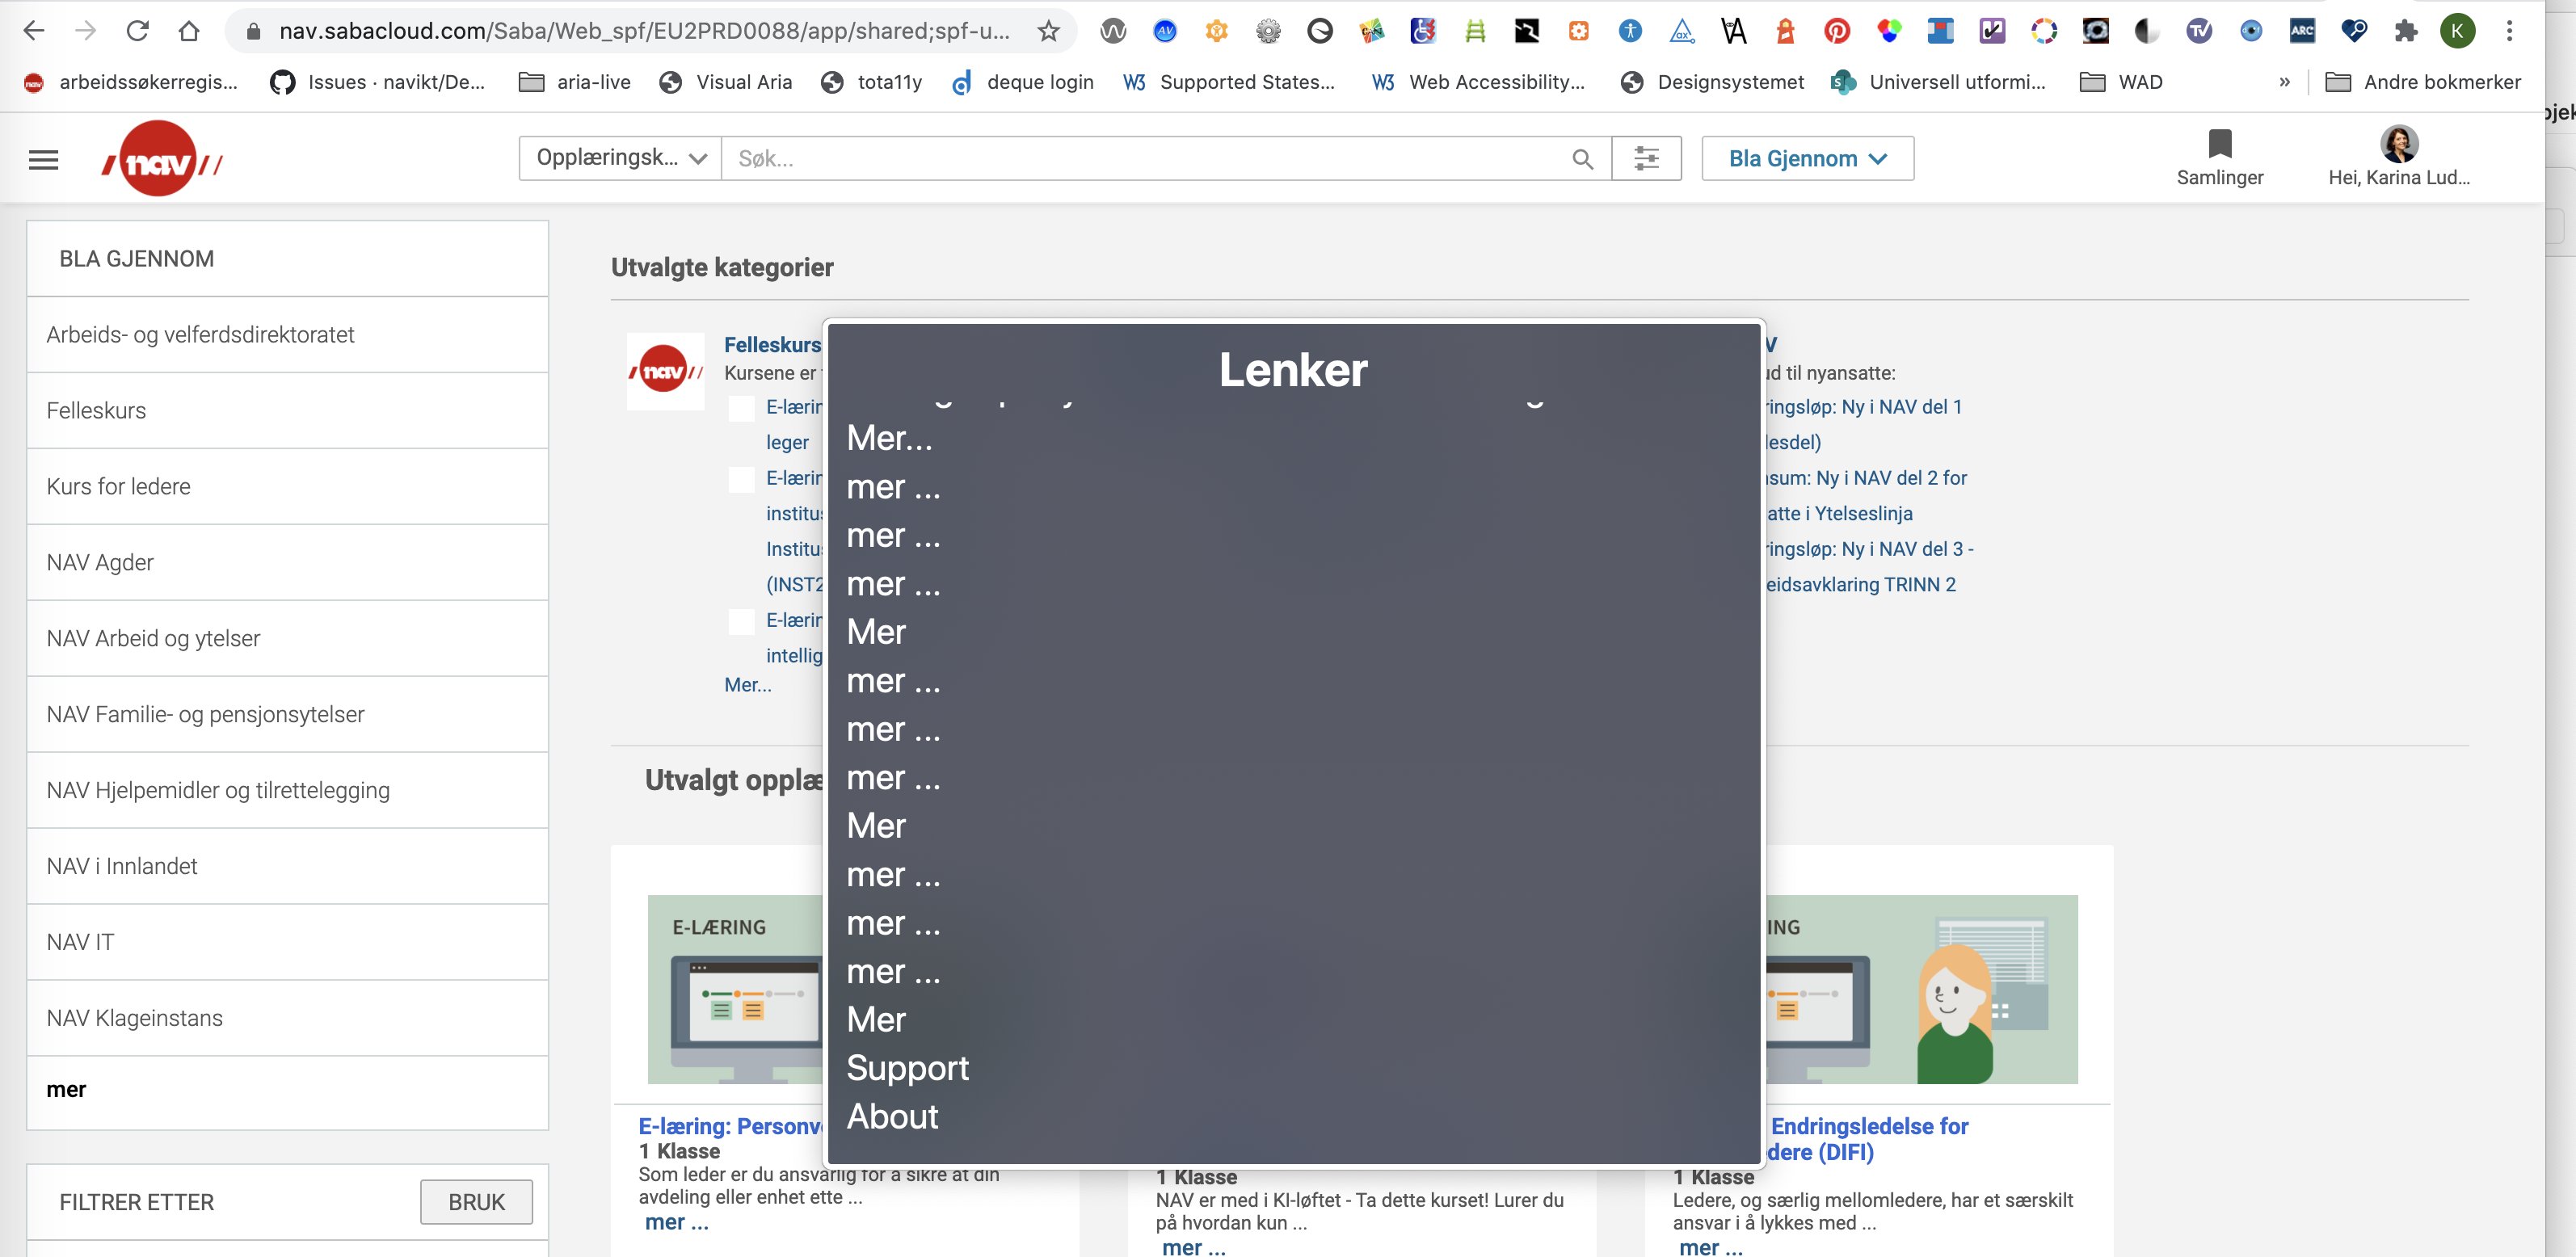 nav.sabacloud.com/Saba/Web_spf/EU2PRD0088/app/shared;spf-u...
arbeidssøkerregis...
Issues · navikt/De...
aria-live
Visual Aria
tota11y
deque login
Supported States...
Web Accessibility...
Designsystemet
Universell utformi...
WAD
»
Andre bokmerker
nav
Opplæringsk...
Søk...
Bla Gjennom
Samlinger
Hei, Karina Lud...
BLA GJENNOM
Arbeids- og velferdsdirektoratet
Felleskurs
Kurs for ledere
NAV Agder
NAV Arbeid og ytelser
NAV Familie- og pensjonsytelser
NAV Hjelpemidler og tilrettelegging
NAV i Innlandet
NAV IT
NAV Klageinstans
mer
FILTRER ETTER
BRUK
Utvalgte kategorier
nav
Felleskurs
Kursene er
E-lærin
leger
E-lærin
institu
Institu
(INST2
E-lærin
intellig
Mer...
Lenker
Mer...
mer ...
mer ...
mer ...
Mer
mer ...
mer ...
mer ...
Mer
mer ...
mer ...
mer ...
Mer
Support
About
V
ud til nyansatte:
ringsløp: Ny i NAV del 1
lesdel)
nsum: Ny i NAV del 2 for
atte i Ytelseslinja
ringsløp: Ny i NAV del 3 -
eidsavklaring TRINN 2
Utvalgt opplæ
E-LÆRING
E-læring: Personv
1 Klasse
Som leder er du ansvarlig for å sikre at din
avdeling eller enhet ette ...
mer ...
1 Klasse
NAV er med i KI-løftet - Ta dette kurset! Lurer du
på hvordan kun ...
mer ...
ING
Endringsledelse for
dere (DIFI)
1 Klasse
Ledere, og særlig mellomledere, har et særskilt
ansvar i å lykkes med ...
mer ...